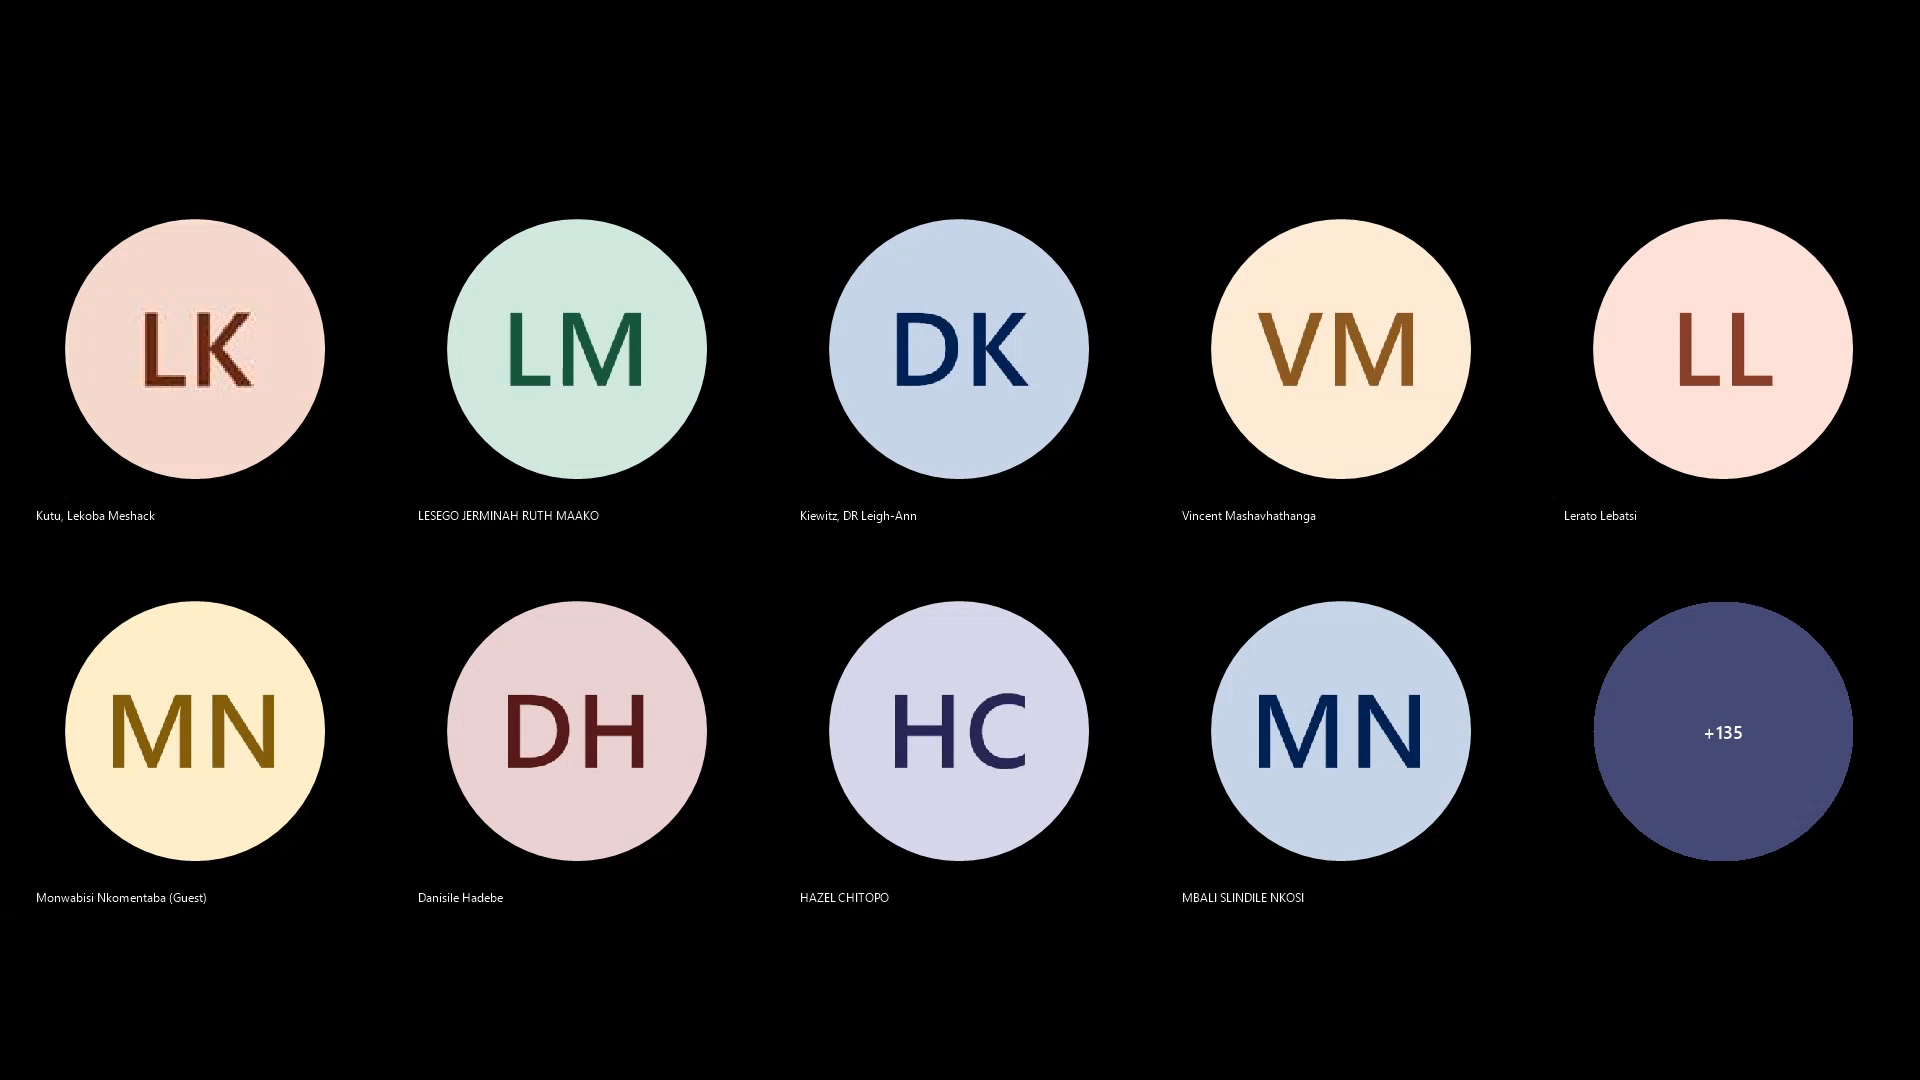 LK
LM
DK
VM
LL
Kutu, Lekoba Meshack
LESEGO JERMINAH RUTH MAAKO
Kiewitz, DR Leigh-Ann
Vincent Mashavhathanga
Lerato Lebatsi
MN
DH
HC
MN
+135
Monwabisi Nkomentaba (Guest)
Danisile Hadebe
HAZEL CHITOPO
MBALI SLINDILE NKOSI